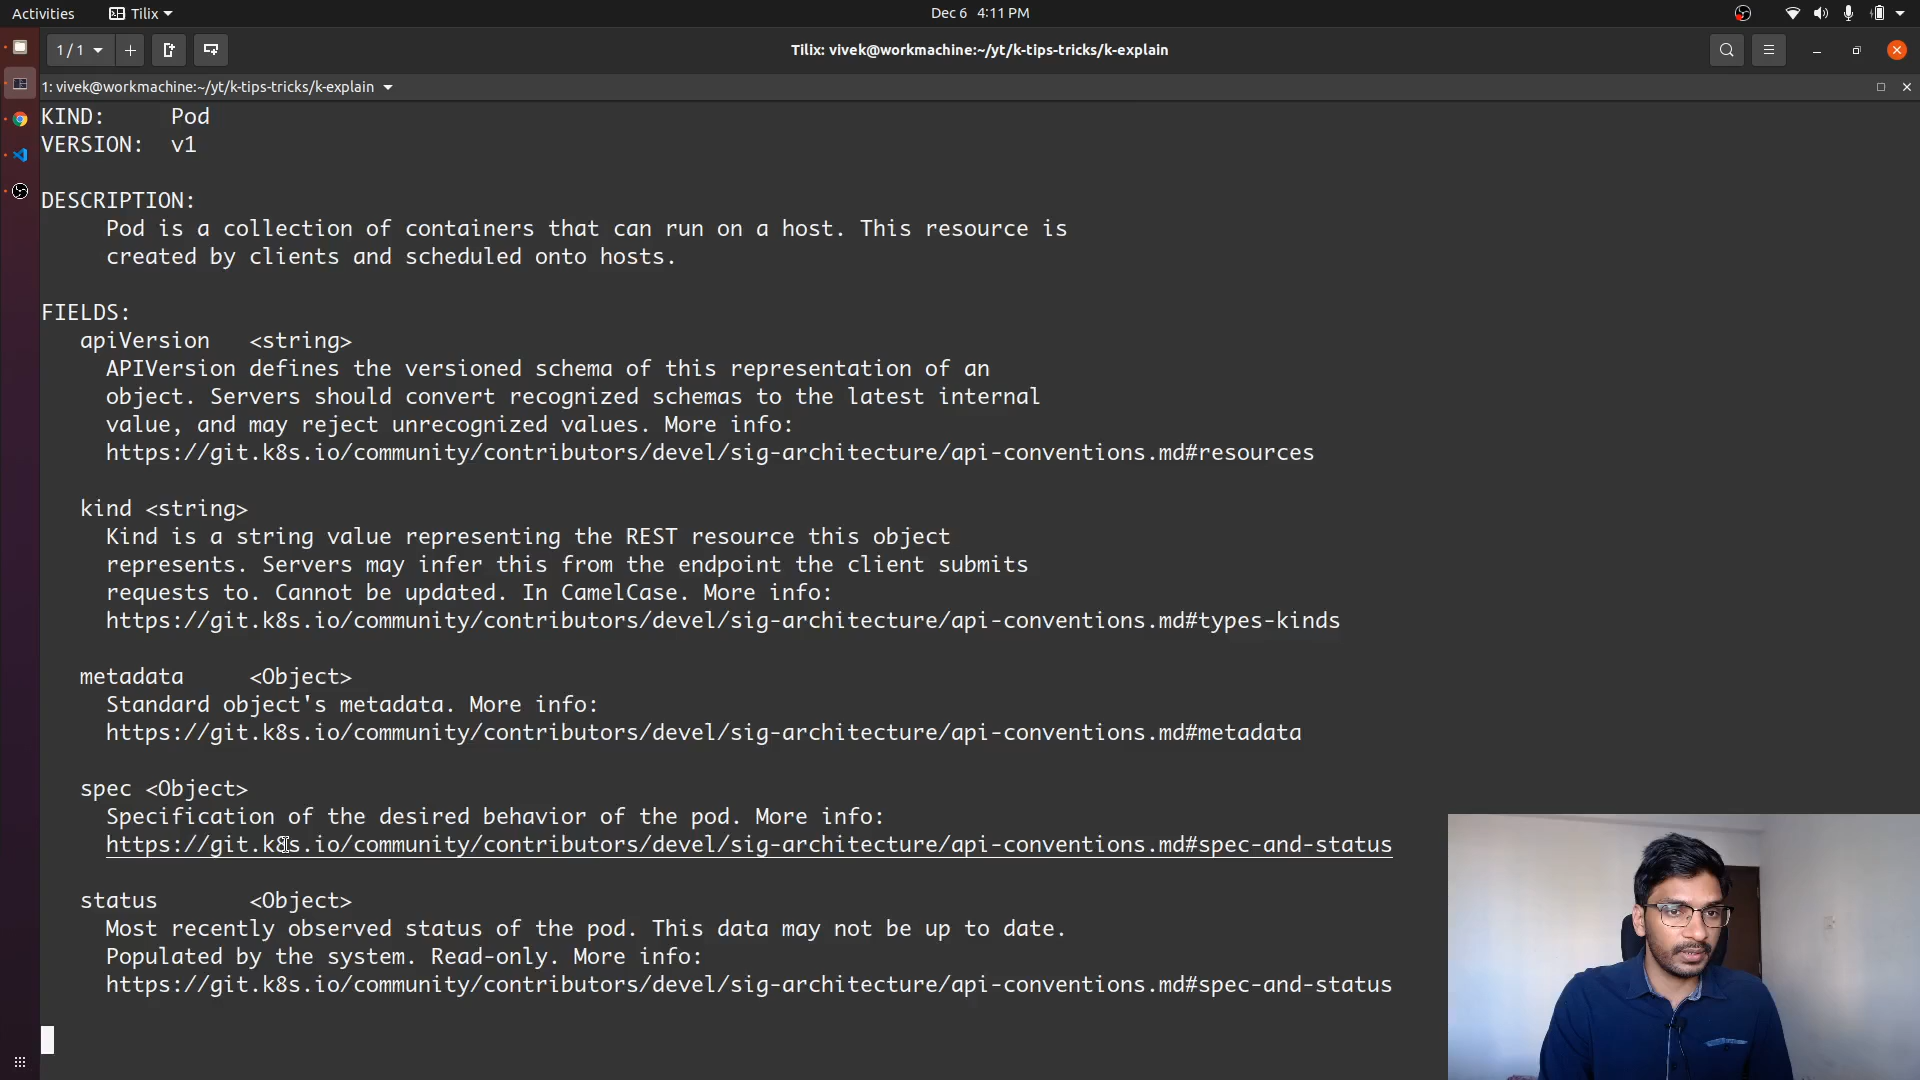 Activities
Tilix
Dec 6 4:11 PM
1 / 1
Tilix: vivek@workmachine:~/yt/k-tips-tricks/k-explain
1: vivek@workmachine:~/yt/k-tips-tricks/k-explain
KIND: Pod
VERSION: v1
DESCRIPTION:
Pod is a collection of containers that can run on a host. This resource is
created by clients and scheduled onto hosts.
FIELDS:
apiVersion <string>
APIVersion defines the versioned schema of this representation of an
object. Servers should convert recognized schemas to the latest internal
value, and may reject unrecognized values. More info:
https://git.k8s.io/community/contributors/devel/sig-architecture/api-conventions.md#resources
kind <string>
Kind is a string value representing the REST resource this object
represents. Servers may infer this from the endpoint the client submits
requests to. Cannot be updated. In CamelCase. More info:
https://git.k8s.io/community/contributors/devel/sig-architecture/api-conventions.md#types-kinds
metadata <Object>
Standard object's metadata. More info:
https://git.k8s.io/community/contributors/devel/sig-architecture/api-conventions.md#metadata
spec <Object>
Specification of the desired behavior of the pod. More info:
https://git.k8s.io/community/contributors/devel/sig-architecture/api-conventions.md#spec-and-status
status <Object>
Most recently observed status of the pod. This data may not be up to date.
Populated by the system. Read-only. More info:
https://git.k8s.io/community/contributors/devel/sig-architecture/api-conventions.md#spec-and-status